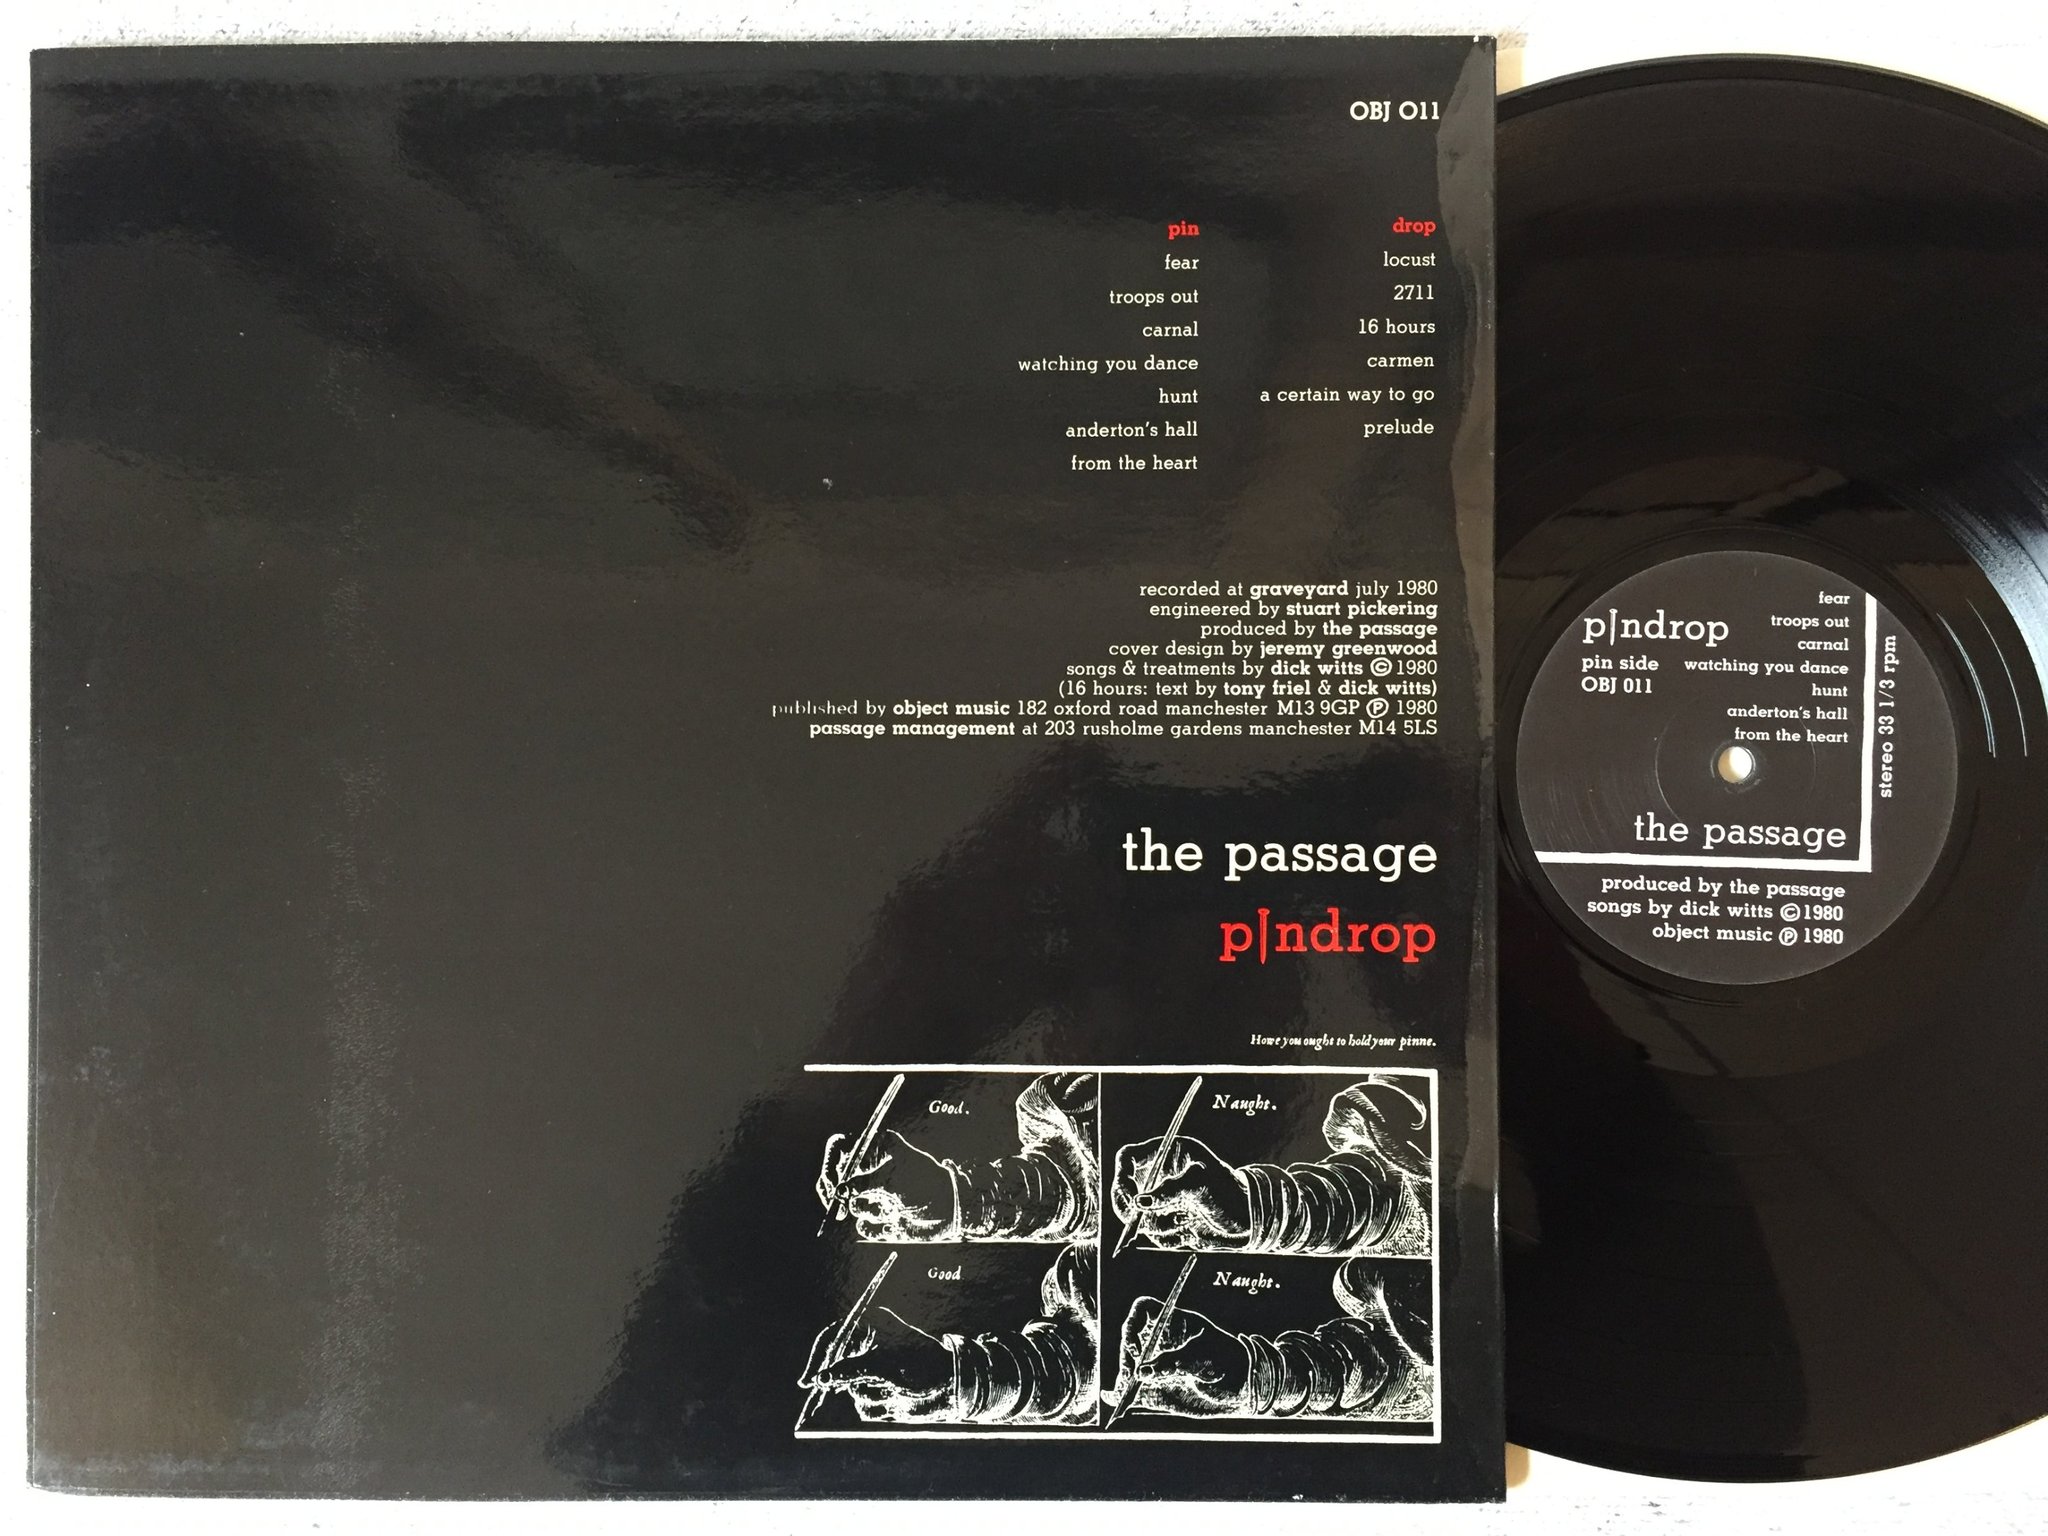 OBJ 011
pin
fear
troops out
carnal
watching you dance
hunt
anderton's hall
from the heart
drop
locust
2711
16 hours
carmen
a certain way to go
prelude
recorded at graveyard july 1980
engineered by stuart pickering
produced by the passage
cover design by jeremy greenwood
songs & treatments by dick witts © 1980
(16 hours: text by tony friel & dick witts)
published by object music 182 oxford road manchester M13 9GP ℗ 1980
passage management at 203 rusholme gardens manchester M14 5LS
the passage
pindrop
Howe you ought to hold your pinne.
Good.
Naught.
Good
Naught.
pindrop
pin side
OBJ 011
fear
troops out
carnal
watching you dance
hunt
anderton's hall
from the heart
stereo 33 1/3 rpm
the passage
produced by the passage
songs by dick witts © 1980
object music ℗ 1980